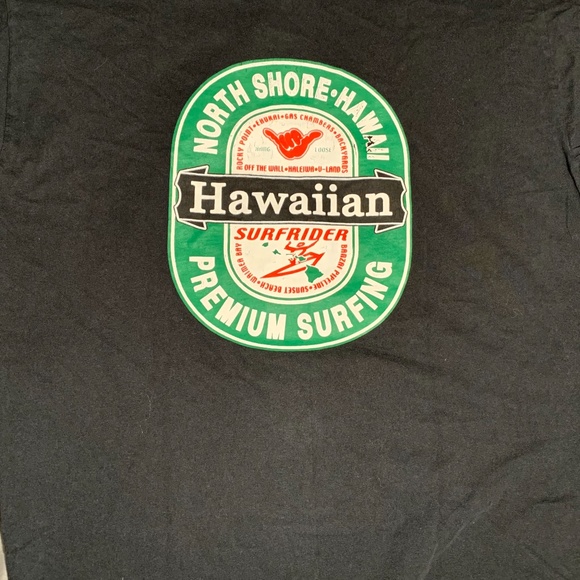 NORTH SHORE•HAWAII
ROCKY POINT•EHUKAI•GAS CHAMBERS•BACKYARDS
OFF THE WALL•HALEIWA•V-LAND
Hawaiian
SURFRIDER
WAIMEA BAY•SUNSET BEACH•BANZAI PIPELINE
PREMIUM SURFING